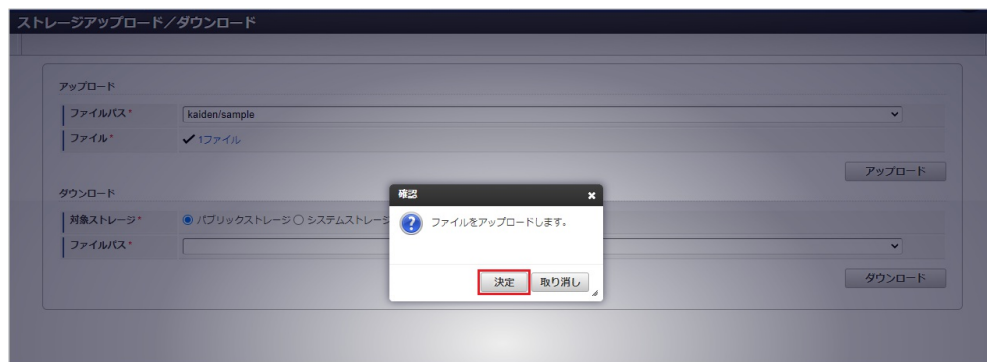 ストレージアップロード／ダウンロード
アップロード
ファイルパス*
kaiden/sample
ファイル*
1ファイル
アップロード
ダウンロード
対象ストレージ*
パブリックストレージ システムストレージ
ファイルパス*
ダウンロード
確認
ファイルをアップロードします。
決定 取り消し